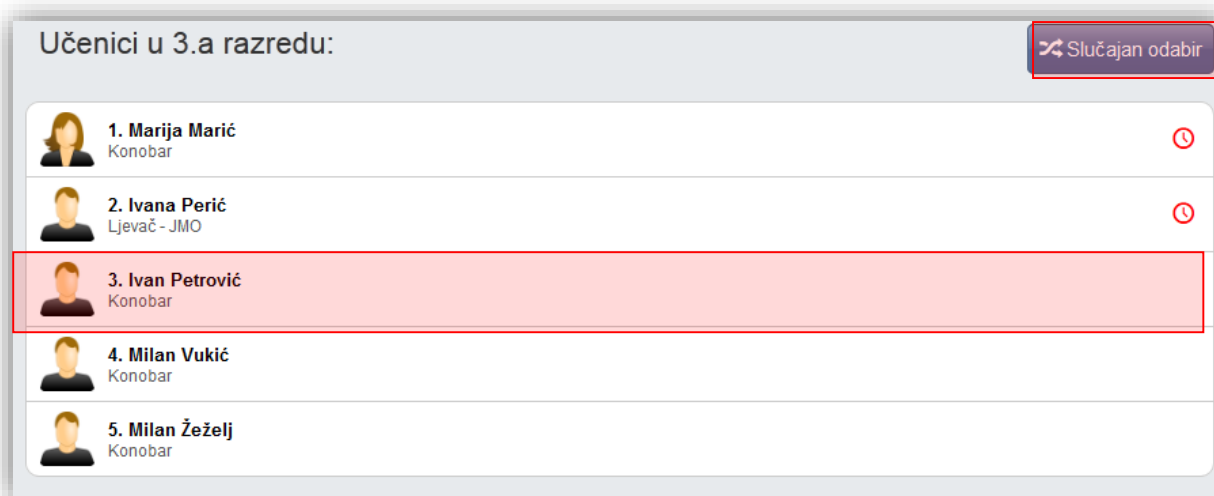 Učenici u 3.a razredu:
Slučajan odabir
1. Marija Marić
Konobar
2. Ivana Perić
Ljevač - JMO
3. Ivan Petrović
Konobar
4. Milan Vukić
Konobar
5. Milan Žeželj
Konobar